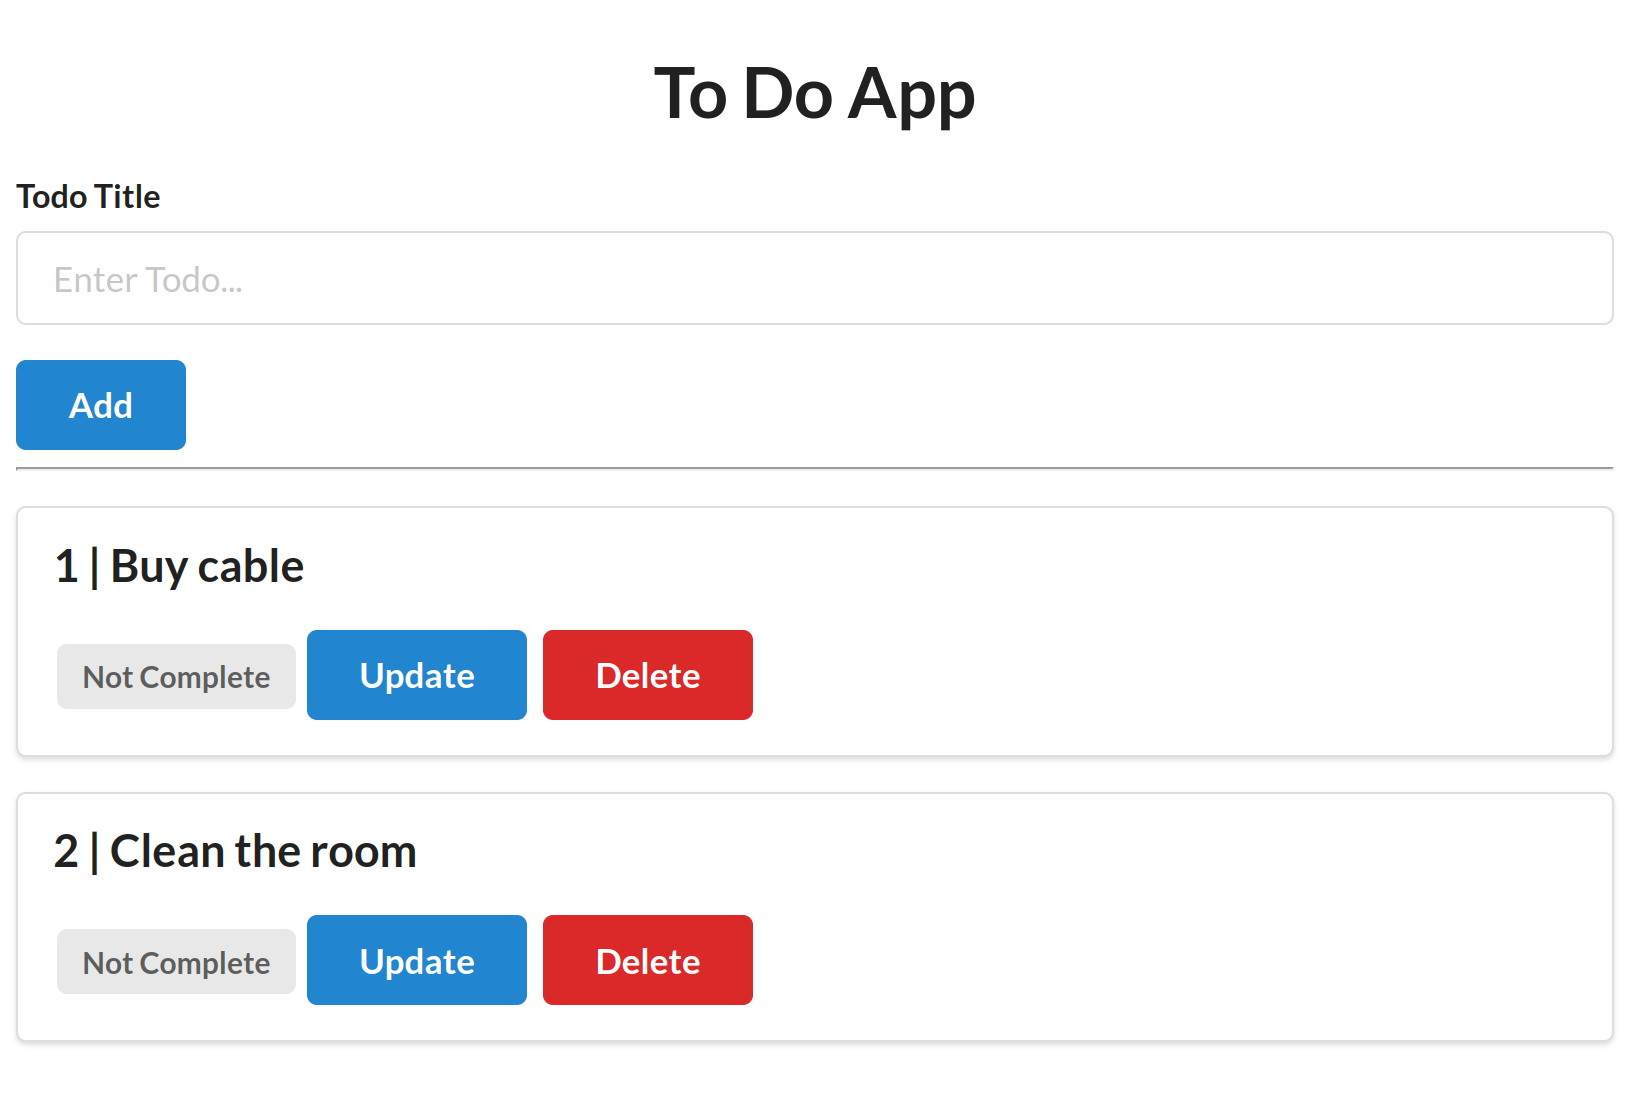 To Do App
Todo Title
Enter Todo...
Add
1 | Buy cable
Not Complete Update Delete
2 | Clean the room
Not Complete Update Delete